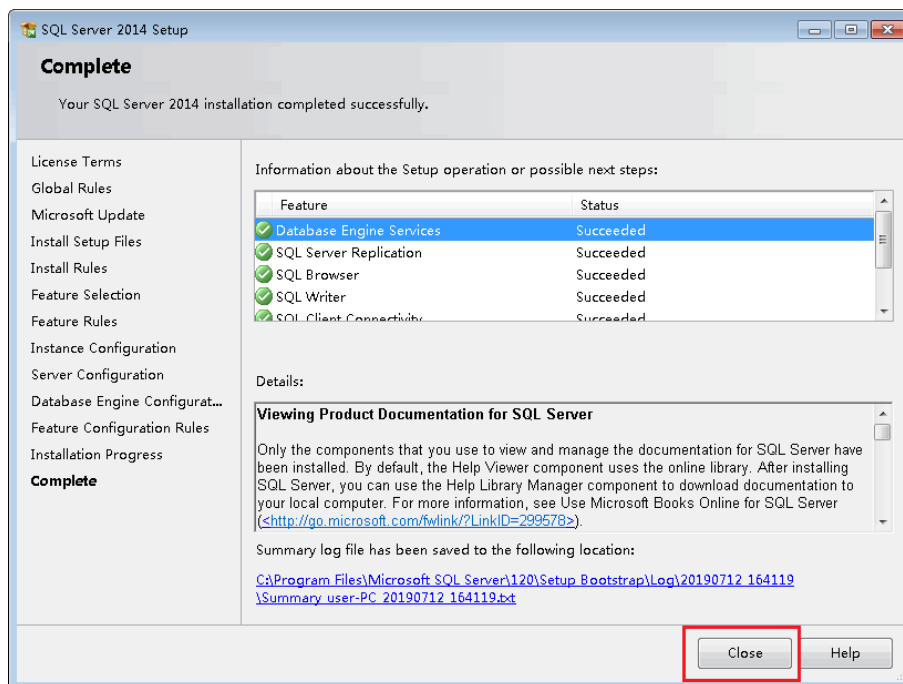 SQL Server 2014 Setup
Complete
Your SQL Server 2014 installation completed successfully.
License Terms
Global Rules
Microsoft Update
Install Setup Files
Install Rules
Feature Selection
Feature Rules
Instance Configuration
Server Configuration
Database Engine Configurat...
Feature Configuration Rules
Installation Progress
Complete
Information about the Setup operation or possible next steps:
Feature Status
Database Engine Services Succeeded
SQL Server Replication Succeeded
SQL Browser Succeeded
SQL Writer Succeeded
SQL Client Connectivity Succeeded
Details:
Viewing Product Documentation for SQL Server
Only the components that you use to view and manage the documentation for SQL Server have
been installed. By default, the Help Viewer component uses the online library. After installing
SQL Server, you can use the Help Library Manager component to download documentation to
your local computer. For more information, see Use Microsoft Books Online for SQL Server
(<http://go.microsoft.com/fwlink/?LinkID=299578>).
Summary log file has been saved to the following location:
C:\Program Files\Microsoft SQL Server\120\Setup Bootstrap\Log\20190712_164119
\Summary_user-PC_20190712_164119.txt
Close Help